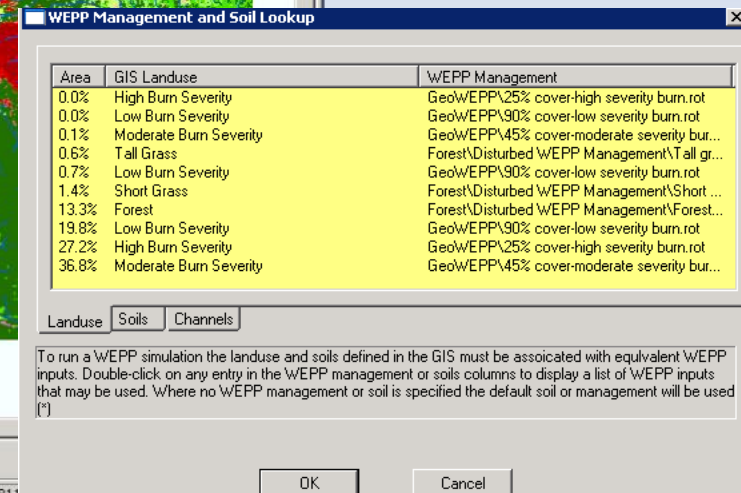 WEPP Management and Soil Lookup
Area GIS Landuse WEPP Management
0.0% High Burn Severity GeoWEPP\25% cover-high severity burn.rot
0.0% Low Burn Severity GeoWEPP\90% cover-low severity burn.rot
0.1% Moderate Burn Severity GeoWEPP\45% cover-moderate severity bur...
0.6% Tall Grass Forest\Disturbed WEPP Management\Tall gr...
0.7% Low Burn Severity GeoWEPP\90% cover-low severity burn.rot
1.4% Short Grass Forest\Disturbed WEPP Management\Short ...
13.3% Forest Forest\Disturbed WEPP Management\Forest...
19.8% Low Burn Severity GeoWEPP\90% cover-low severity burn.rot
27.2% High Burn Severity GeoWEPP\25% cover-high severity burn.rot
36.8% Moderate Burn Severity GeoWEPP\45% cover-moderate severity bur...
Landuse Soils Channels
To run a WEPP simulation the landuse and soils defined in the GIS must be assoicated with equlvalent WEPP
inputs. Double-click on any entry in the WEPP management or soils columns to display a list of WEPP inputs
that may be used. Where no WEPP management or soil is specified the default soil or management will be used
(*)
OK Cancel